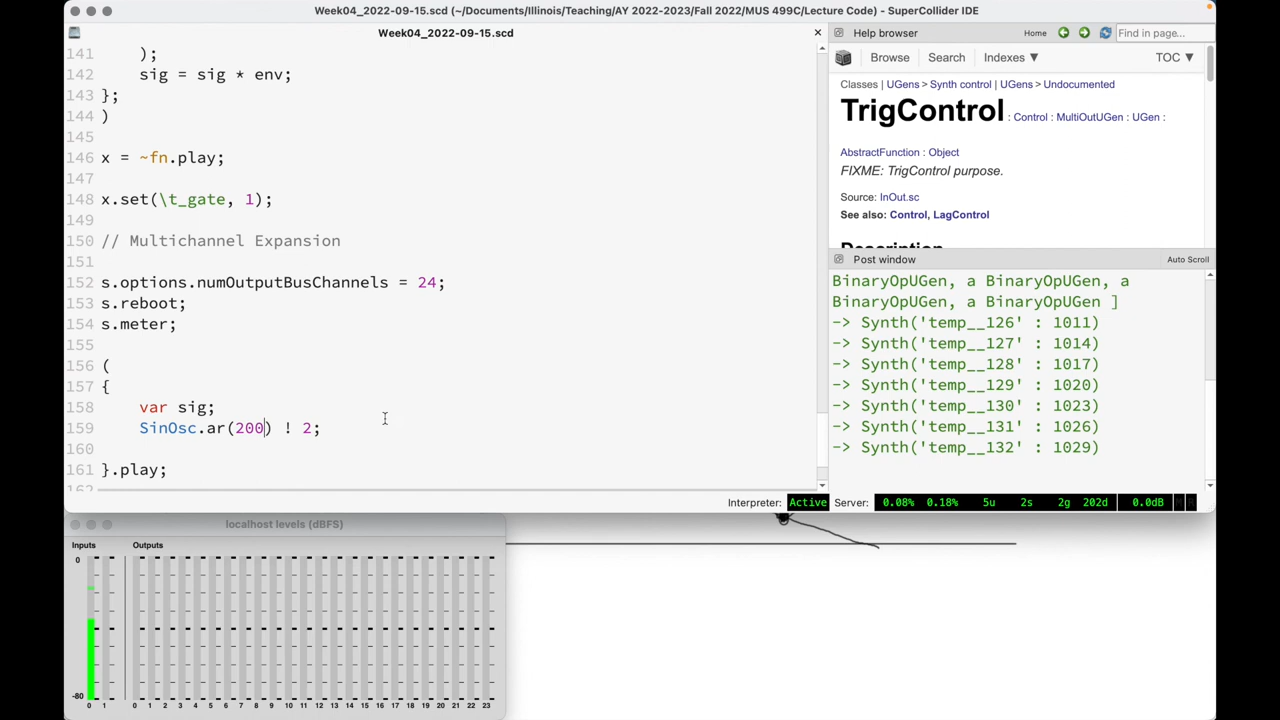 Week04_2022-09-15.scd (~/Documents/Illinois/Teaching/AY 2022-2023/Fall 2022/MUS 499C/Lecture Code) - SuperCollider IDE
Week04_2022-09-15.scd
141 );
142 sig = sig * env;
143 };
144 )
145
146 x = ~fn.play;
147
148 x.set(\t_gate, 1);
149
150 // Multichannel Expansion
151
152 s.options.numOutputBusChannels = 24;
153 s.reboot;
154 s.meter;
155
156 (
157 {
158 var sig;
159 SinOsc.ar(200) ! 2;
160
161 }.play;
162
Help browser
Home
Find in page...
Browse Search Indexes ▼ TOC ▼
Classes | UGens > Synth control | UGens > Undocumented
TrigControl : Control : MultiOutUGen : UGen :
AbstractFunction : Object
FIXME: TrigControl purpose.
Source: InOut.sc
See also: Control, LagControl
Description
Post window
Auto Scroll
BinaryOpUGen, a BinaryOpUGen, a
BinaryOpUGen, a BinaryOpUGen ]
-> Synth('temp__126' : 1011)
-> Synth('temp__127' : 1014)
-> Synth('temp__128' : 1017)
-> Synth('temp__129' : 1020)
-> Synth('temp__130' : 1023)
-> Synth('temp__131' : 1026)
-> Synth('temp__132' : 1029)
Interpreter: Active Server: 0.08% 0.18% 5u 2s 2g 202d 0.0dB M R
localhost levels (dBFS)
Inputs Outputs
0
-80
0 1 0 1 2 3 4 5 6 7 8 9 10 11 12 13 14 15 16 17 18 19 20 21 22 23